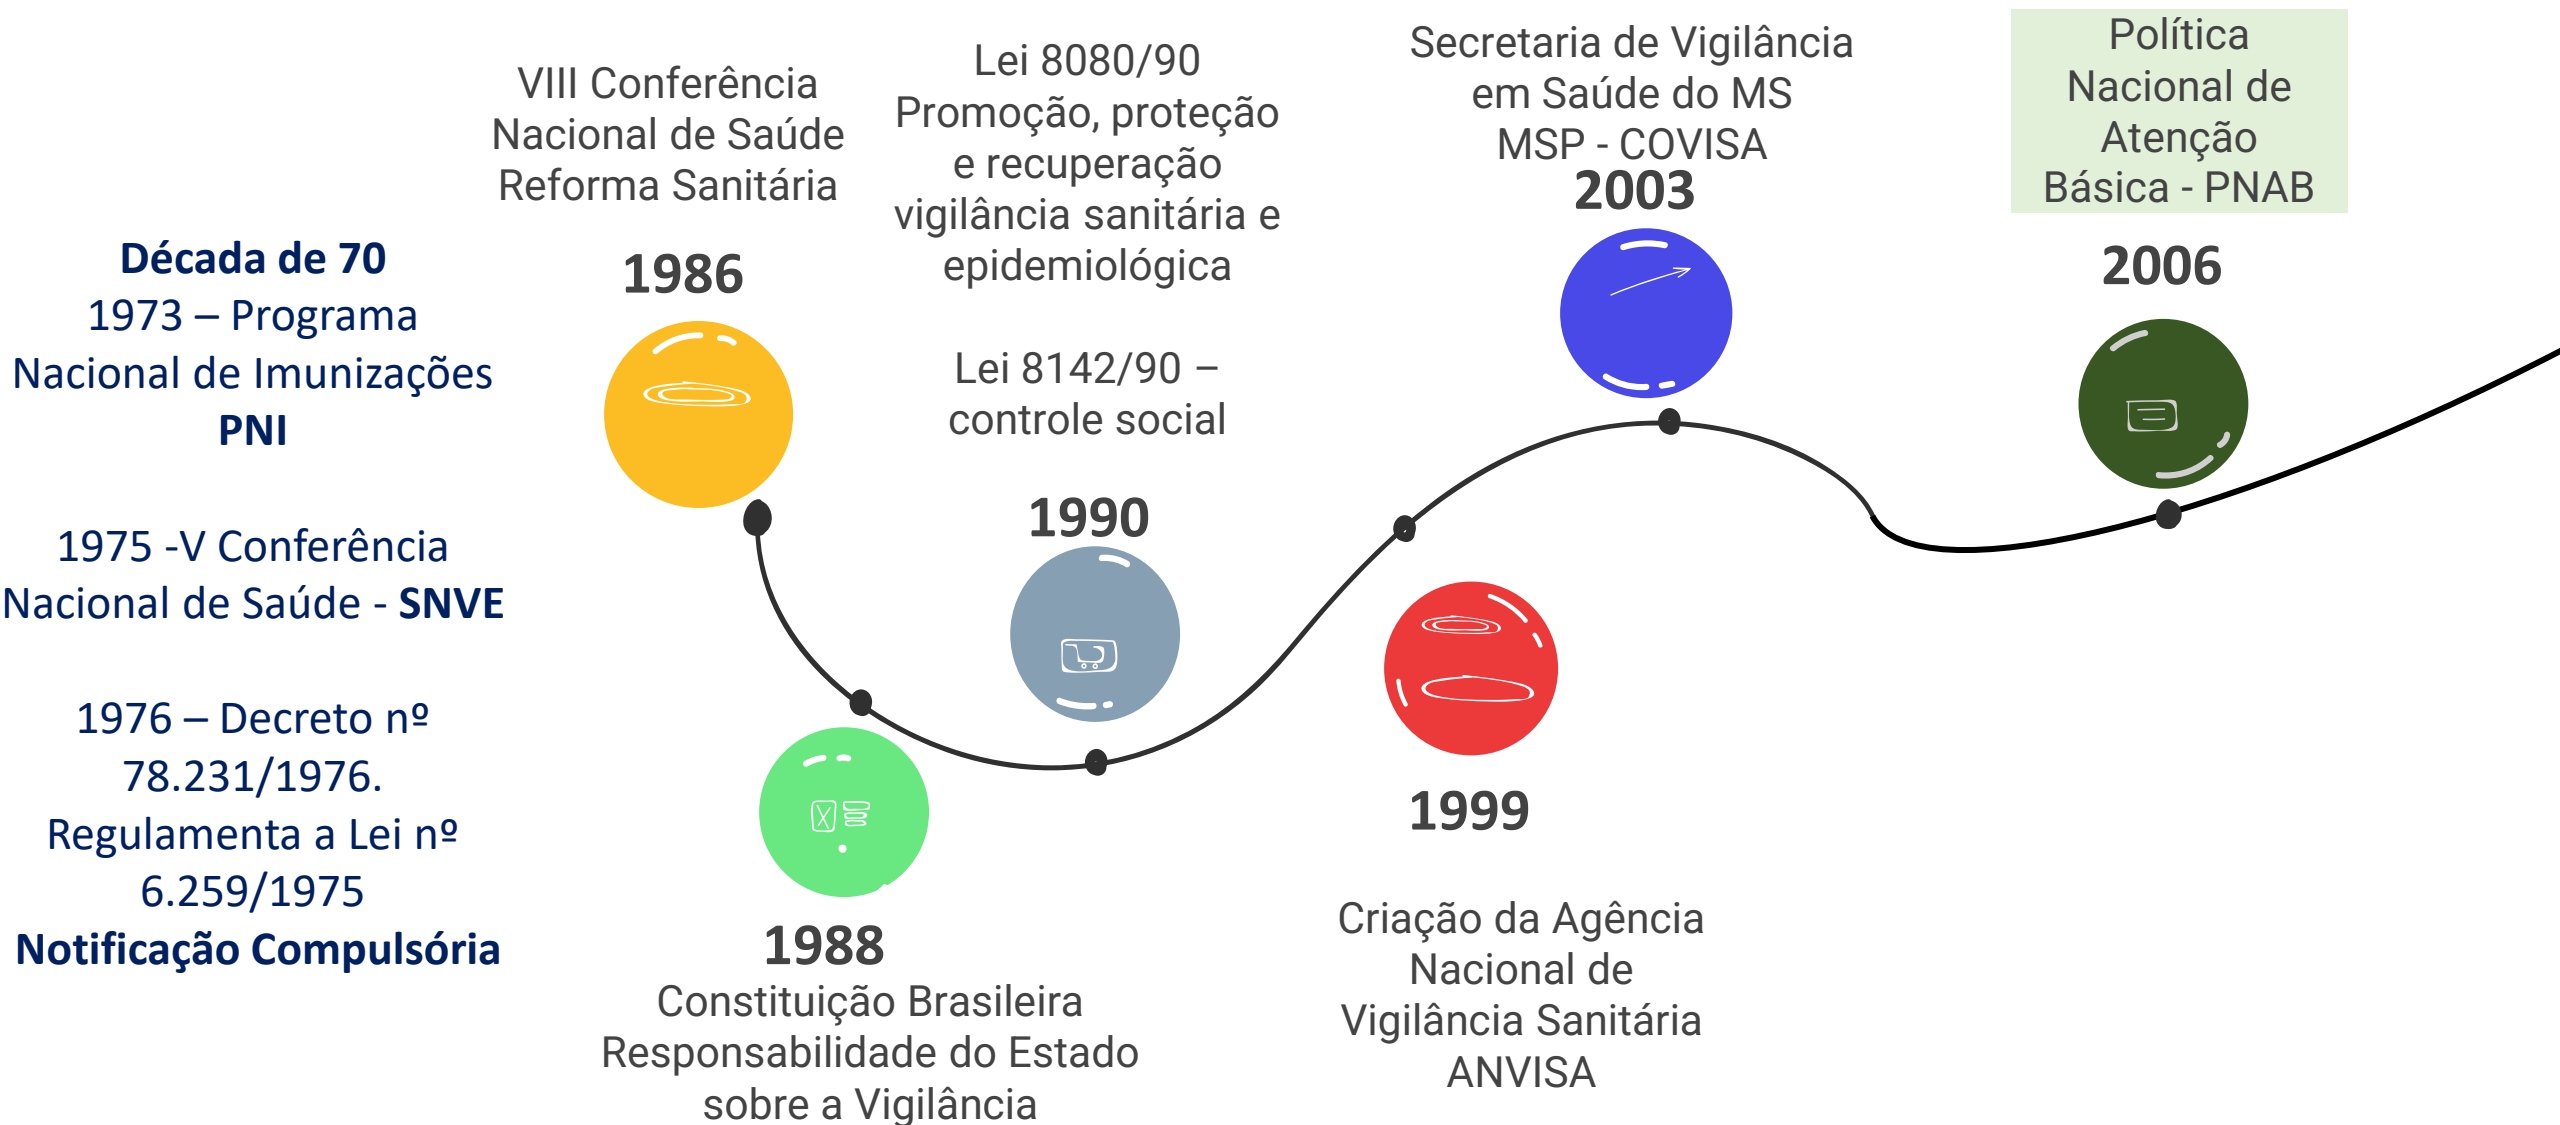 Década de 70
1973 – Programa
Nacional de Imunizações
PNI
1975 -V Conferência
Nacional de Saúde - SNVE
1976 – Decreto nº
78.231/1976.
Regulamenta a Lei nº
6.259/1975
Notificação Compulsória
VIII Conferência
Nacional de Saúde
Reforma Sanitária
1986
1988
Constituição Brasileira
Responsabilidade do Estado
sobre a Vigilância
Lei 8080/90
Promoção, proteção
e recuperação
vigilância sanitária e
epidemiológica
Lei 8142/90 –
controle social
1990
1999
Criação da Agência
Nacional de
Vigilância Sanitária
ANVISA
Secretaria de Vigilância
em Saúde do MS
MSP - COVISA
2003
Política
Nacional de
Atenção
Básica - PNAB
2006